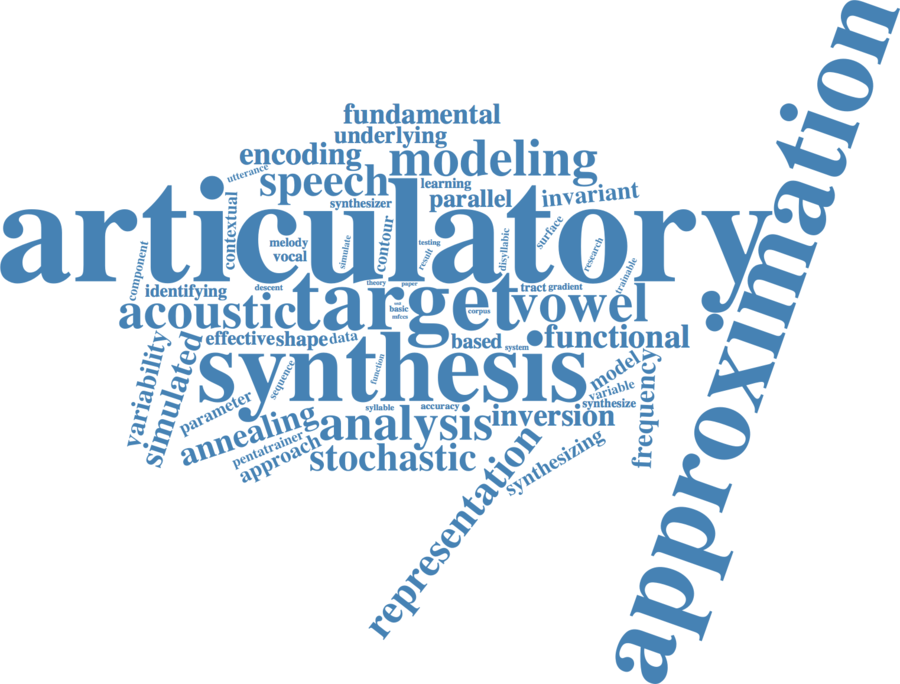 fundamental
underlying
encoding
modeling
utterance
speech
learning
synthesizer
parallel
invariant
articulatory
approximation
contextual
melody
vocal
simulate
contour
testing
result
disyllabic
surface
research
trainable
component
identifying
descent
theory
paper
tract
gradient
acoustic
target
basic
mfccs
corpus
vowel
effective
shape
data
based
system
functional
variability
simulated
synthesis
sequence
function
model
variable
synthesize
frequency
parameter
syllable
accuracy
annealing
analysis
inversion
pentatrainer
approach
stochastic
representation
synthesizing